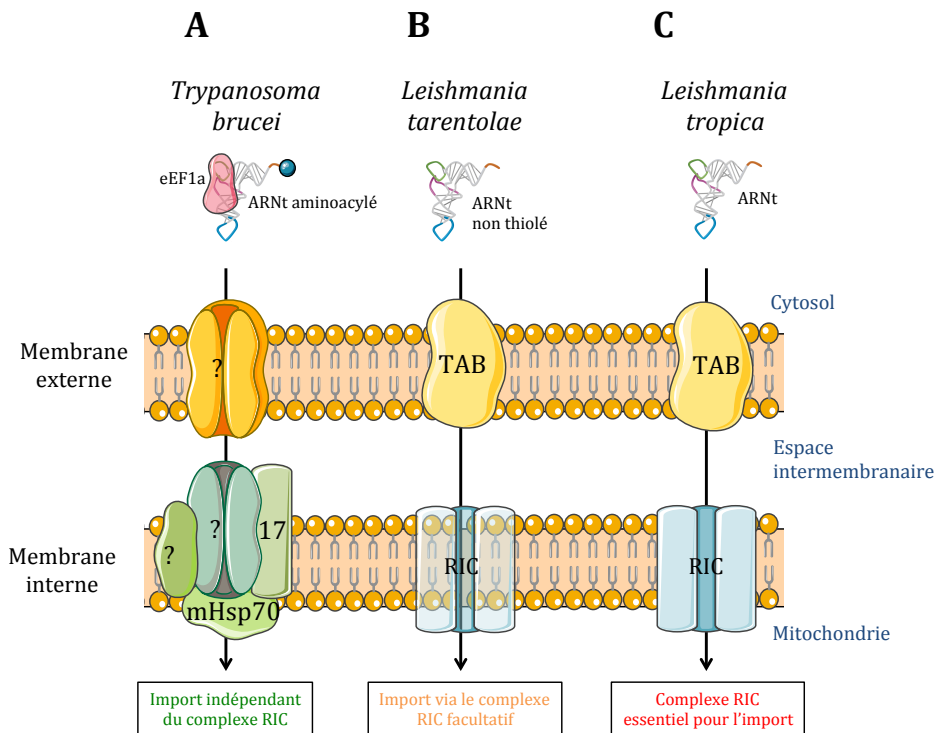 A
B
C
Trypanosoma
brucei
Leishmania
tarentolae
Leishmania
tropica
eEF1a
ARNt aminoacylé
ARNt
non thiolé
ARNt
Cytosol
Membrane
externe
?
TAB
TAB
Espace
intermembranaire
Membrane
interne
?
?
17
mHsp70
RIC
RIC
Mitochondrie
Import indépendant
du complexe RIC
Import via le complexe
RIC facultatif
Complexe RIC
essentiel pour l'import